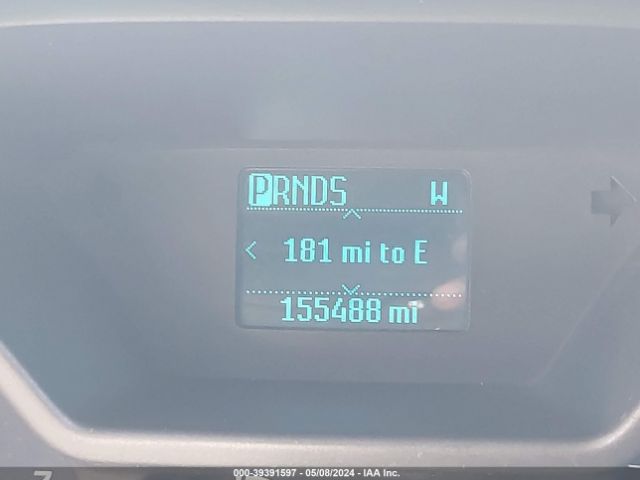 PRNDS W
181 mi to E
155488 mi
000-39391597 - 05/08/2024 - IAA Inc.